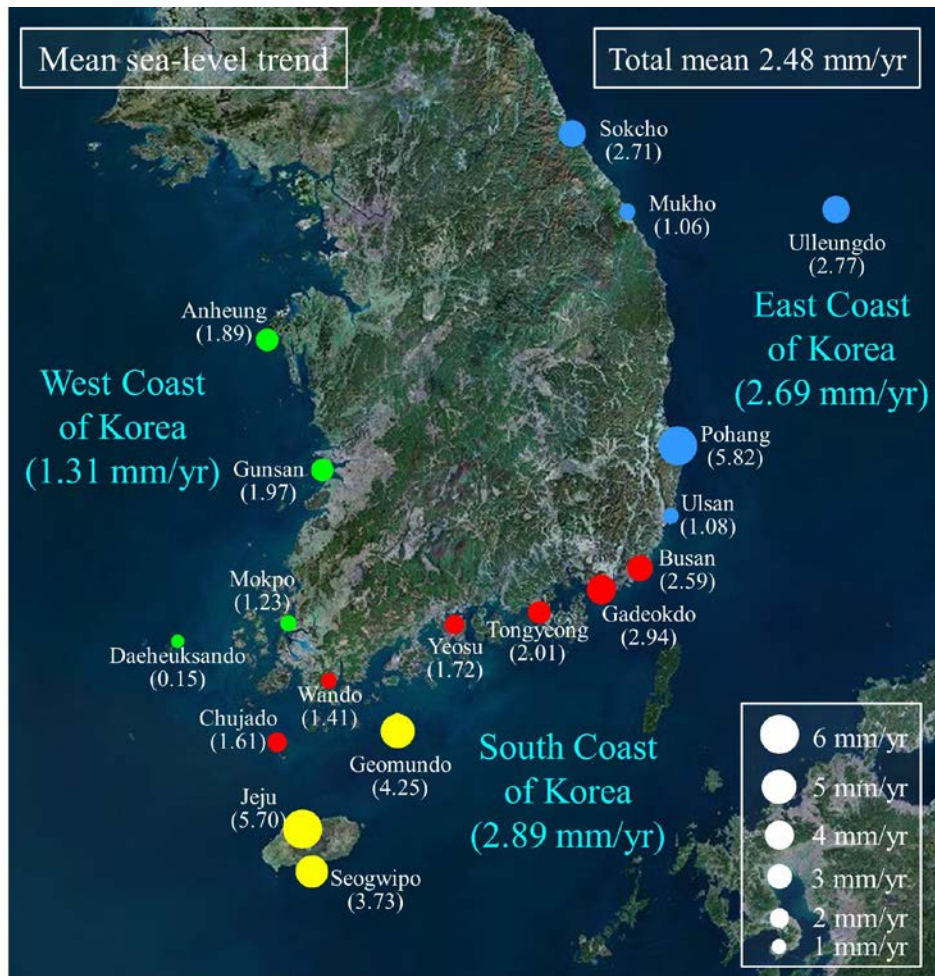 Mean sea-level trend
Total mean 2.48 mm/yr
Sokcho
(2.71)
Mukho
(1.06)
Ulleungdo
(2.77)
East Coast
of Korea
(2.69 mm/yr)
Anheung
(1.89)
West Coast
of Korea
(1.31 mm/yr)
Gunsan
(1.97)
Pohang
(5.82)
Ulsan
(1.08)
Busan
(2.59)
Gadeokdo
(2.94)
Tongyeong
(2.01)
Yeosu
(1.72)
Mokpo
(1.23)
Daeheuksando
(0.15)
Wando
(1.41)
Chujado
(1.61)
Geomundo
(4.25)
South Coast
of Korea
(2.89 mm/yr)
Jeju
(5.70)
Seogwipo
(3.73)
6 mm/yr
5 mm/yr
4 mm/yr
3 mm/yr
2 mm/yr
1 mm/yr